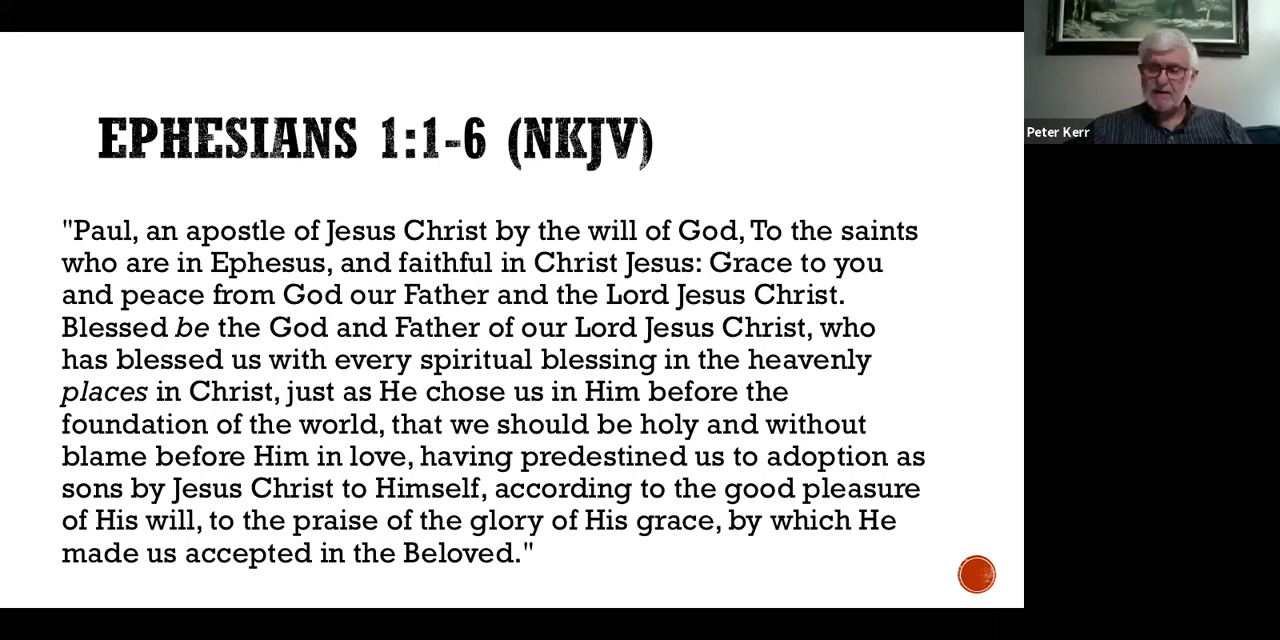 EPHESIANS 1:1-6 (NKJV)
"Paul, an apostle of Jesus Christ by the will of God, To the saints
who are in Ephesus, and faithful in Christ Jesus: Grace to you
and peace from God our Father and the Lord Jesus Christ.
Blessed be the God and Father of our Lord Jesus Christ, who
has blessed us with every spiritual blessing in the heavenly
places in Christ, just as He chose us in Him before the
foundation of the world, that we should be holy and without
blame before Him in love, having predestined us to adoption as
sons by Jesus Christ to Himself, according to the good pleasure
of His will, to the praise of the glory of His grace, by which He
made us accepted in the Beloved."
Peter Kerr